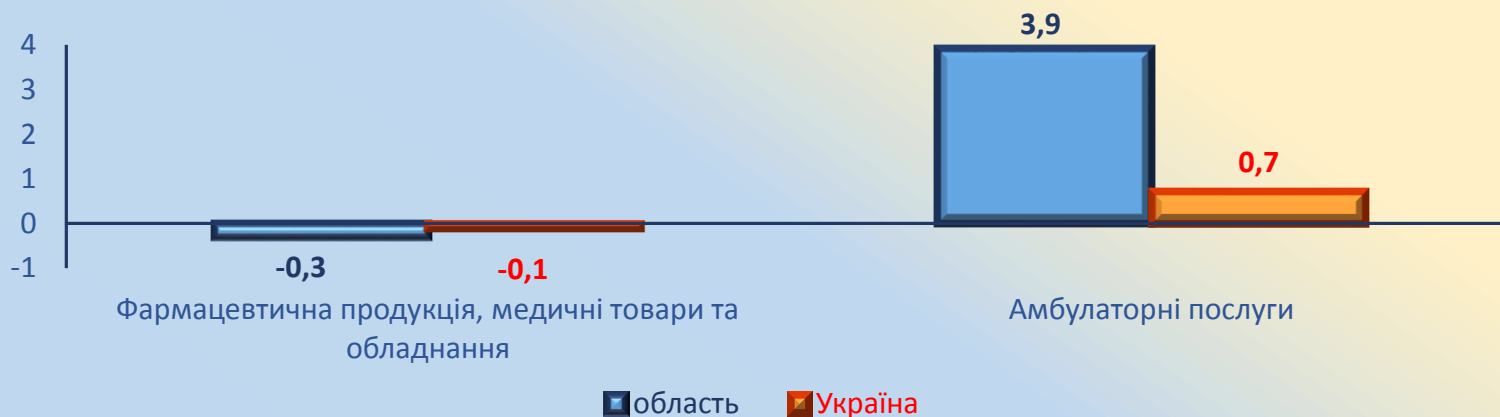 3,9
4
3
2
1
0
-1
0,7
-0,3
-0,1
Фармацевтична продукція, медичні товари та
обладнання
Амбулаторні послуги
область
Україна